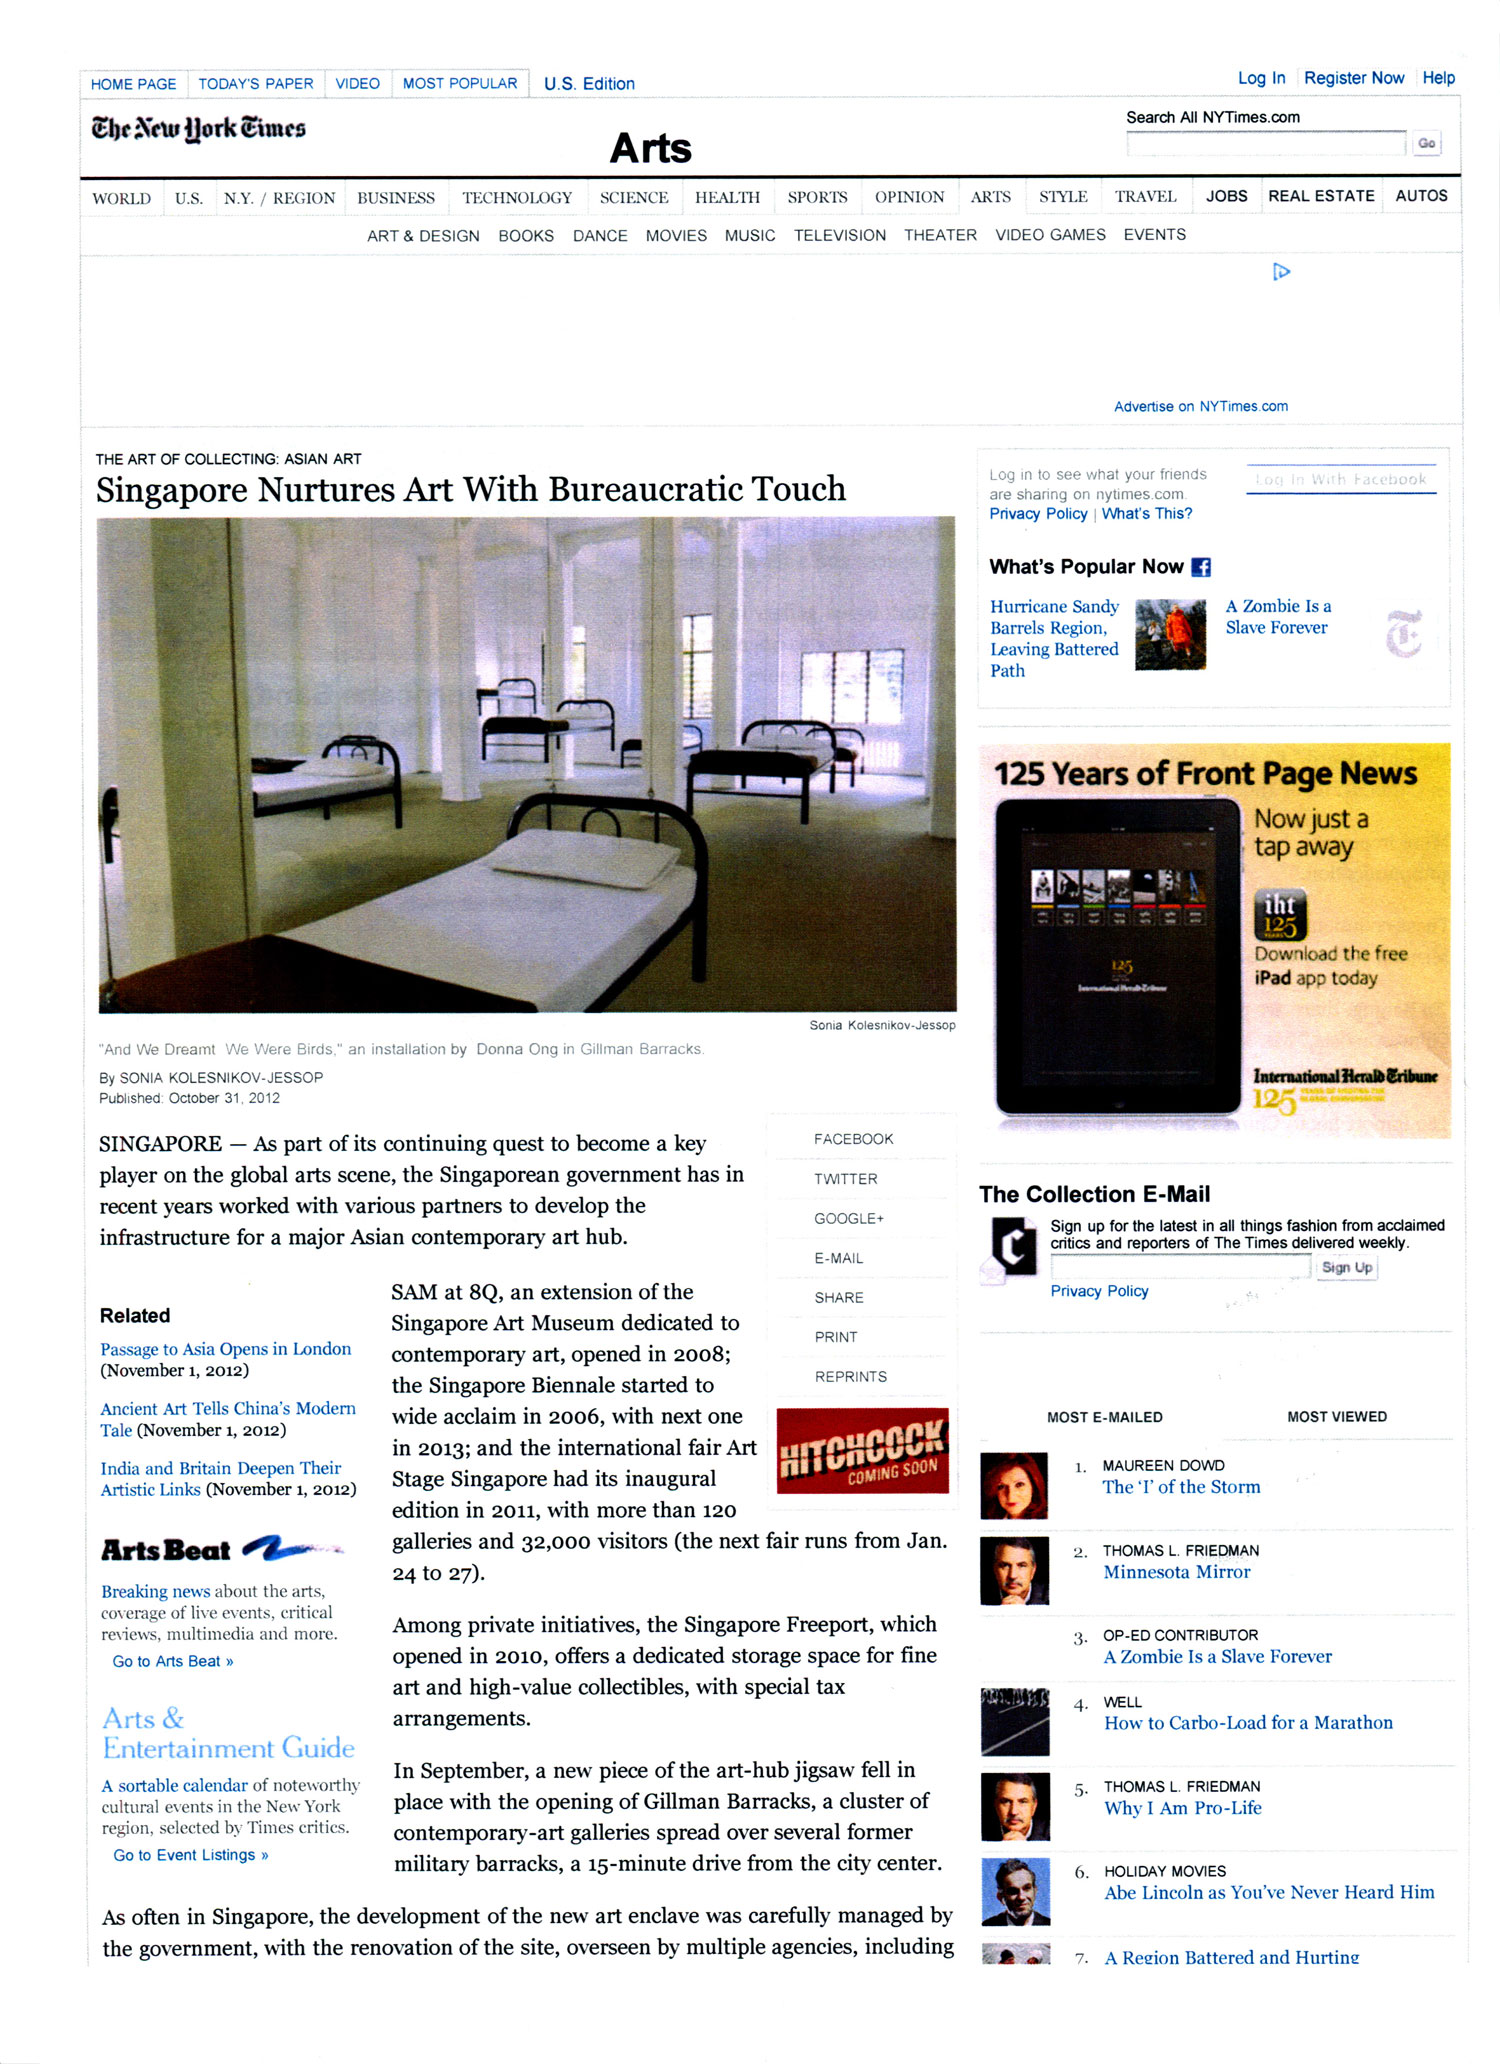 HOME PAGE TODAY'S PAPER VIDEO MOST POPULAR U.S. Edition
Log In Register Now Help
The New York Times
Arts
Search All NYTimes.com
Go
WORLD U.S. N.Y. / REGION BUSINESS TECHNOLOGY SCIENCE HEALTH SPORTS OPINION ARTS STYLE TRAVEL JOBS REAL ESTATE AUTOS
ART & DESIGN BOOKS DANCE MOVIES MUSIC TELEVISION THEATER VIDEO GAMES EVENTS
Advertise on NYTimes.com
THE ART OF COLLECTING: ASIAN ART
Singapore Nurtures Art With Bureaucratic Touch
Sonia Kolesnikov-Jessop
"And We Dreamt We Were Birds," an installation by Donna Ong in Gillman Barracks.
By SONIA KOLESNIKOV-JESSOP
Published: October 31, 2012
SINGAPORE — As part of its continuing quest to become a key
player on the global arts scene, the Singaporean government has in
recent years worked with various partners to develop the
infrastructure for a major Asian contemporary art hub.
FACEBOOK
TWITTER
GOOGLE+
E-MAIL
SHARE
PRINT
REPRINTS
HITCHCOCK
COMING SOON
Related
Passage to Asia Opens in London
(November 1, 2012)
Ancient Art Tells China's Modern
Tale (November 1, 2012)
India and Britain Deepen Their
Artistic Links (November 1, 2012)
Arts Beat
Breaking news about the arts,
coverage of live events, critical
reviews, multimedia and more.
Go to Arts Beat »
Arts &
Entertainment Guide
A sortable calendar of noteworthy
cultural events in the New York
region, selected by Times critics.
Go to Event Listings »
SAM at 8Q, an extension of the
Singapore Art Museum dedicated to
contemporary art, opened in 2008;
the Singapore Biennale started to
wide acclaim in 2006, with next one
in 2013; and the international fair Art
Stage Singapore had its inaugural
edition in 2011, with more than 120
galleries and 32,000 visitors (the next fair runs from Jan.
24 to 27).
Among private initiatives, the Singapore Freeport, which
opened in 2010, offers a dedicated storage space for fine
art and high-value collectibles, with special tax
arrangements.
In September, a new piece of the art-hub jigsaw fell in
place with the opening of Gillman Barracks, a cluster of
contemporary-art galleries spread over several former
military barracks, a 15-minute drive from the city center.
As often in Singapore, the development of the new art enclave was carefully managed by
the government, with the renovation of the site, overseen by multiple agencies, including
Log in to see what your friends
are sharing on nytimes.com.
Privacy Policy | What's This?
Log In With Facebook
What's Popular Now
Hurricane Sandy
Barrels Region,
Leaving Battered
Path
A Zombie Is a
Slave Forever
125 Years of Front Page News
Now just a
tap away
iht
125
YEARS
Download the free
iPad app today
125
International Herald Tribune
International Herald Tribune
125
The Collection E-Mail
Sign up for the latest in all things fashion from acclaimed
critics and reporters of The Times delivered weekly.
Sign Up
Privacy Policy
MOST E-MAILED MOST VIEWED
1. MAUREEN DOWD
The 'I' of the Storm
2. THOMAS L. FRIEDMAN
Minnesota Mirror
3. OP-ED CONTRIBUTOR
A Zombie Is a Slave Forever
4. WELL
How to Carbo-Load for a Marathon
5. THOMAS L. FRIEDMAN
Why I Am Pro-Life
6. HOLIDAY MOVIES
Abe Lincoln as You've Never Heard Him
7. A Region Battered and Hurting